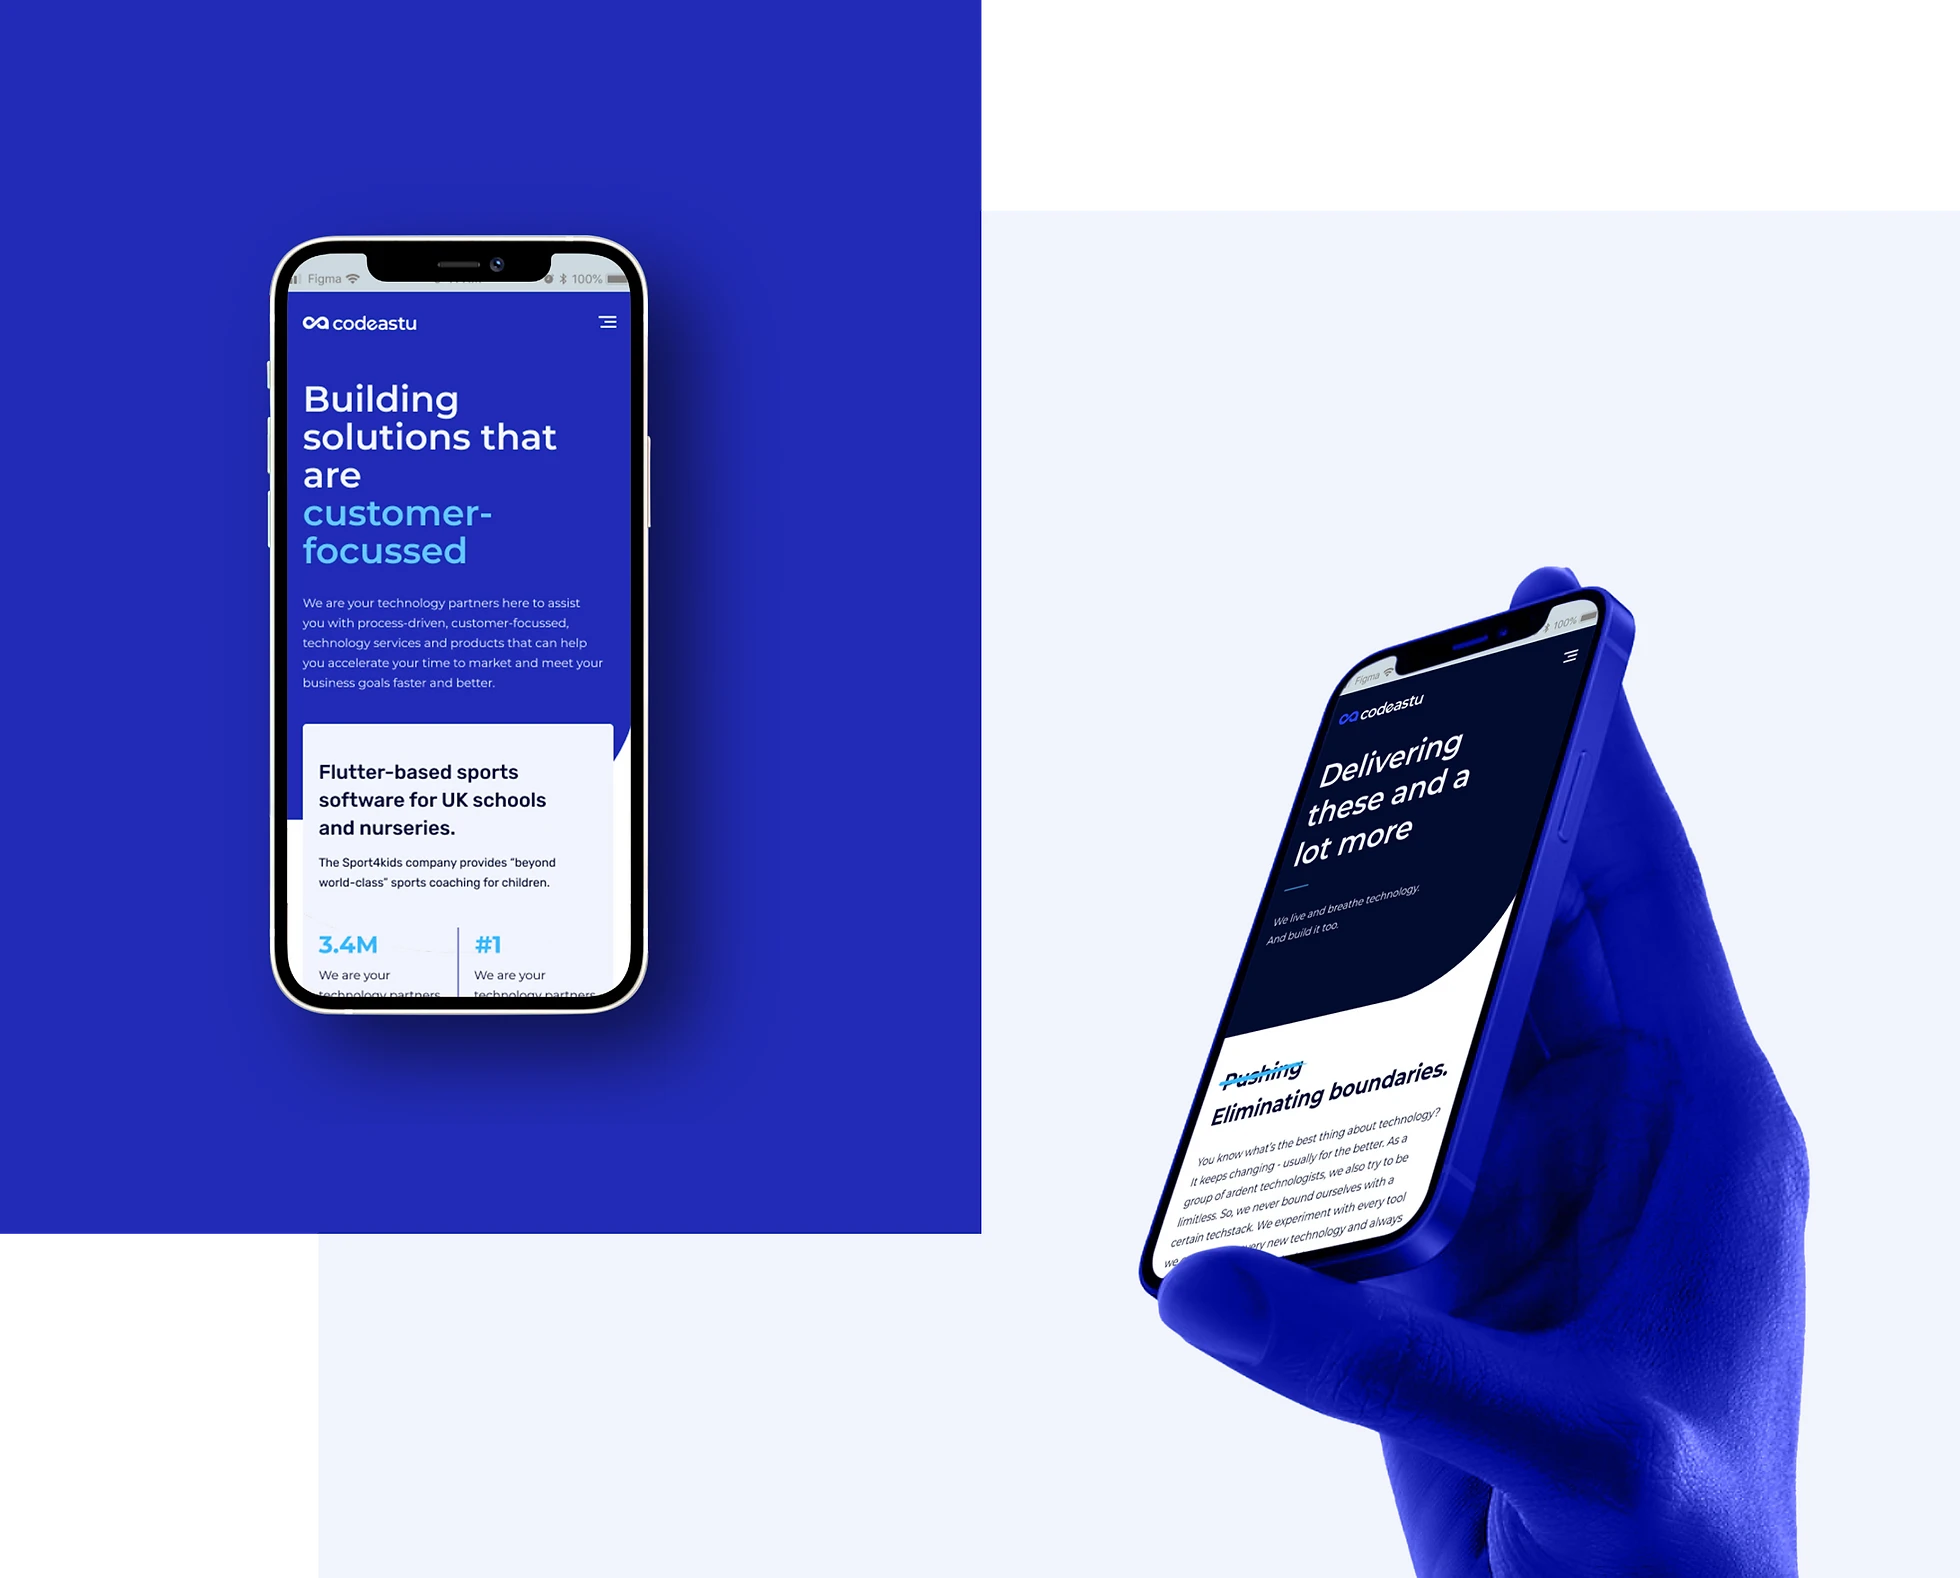 Figma 100%
codeastu
Building
solutions that
are
customer-
focussed
We are your technology partners here to assist
you with process-driven, customer-focussed,
technology services and products that can help
you accelerate your time to market and meet your
business goals faster and better.
Flutter-based sports
software for UK schools
and nurseries.
The Sport4kids company provides “beyond
world-class” sports coaching for children.
3.4M
We are your
technology partners
#1
We are your
technology partners
Figma 100%
codeastu
Delivering
these and a
lot more
We live and breathe technology.
And build it too.
Pushing
Eliminating boundaries.
You know what's the best thing about technology?
It keeps changing - usually for the better. As a
group of ardent technologists, we also try to be
limitless. So, we never bound ourselves with a
certain techstack. We experiment with every tool
new technology and always
we